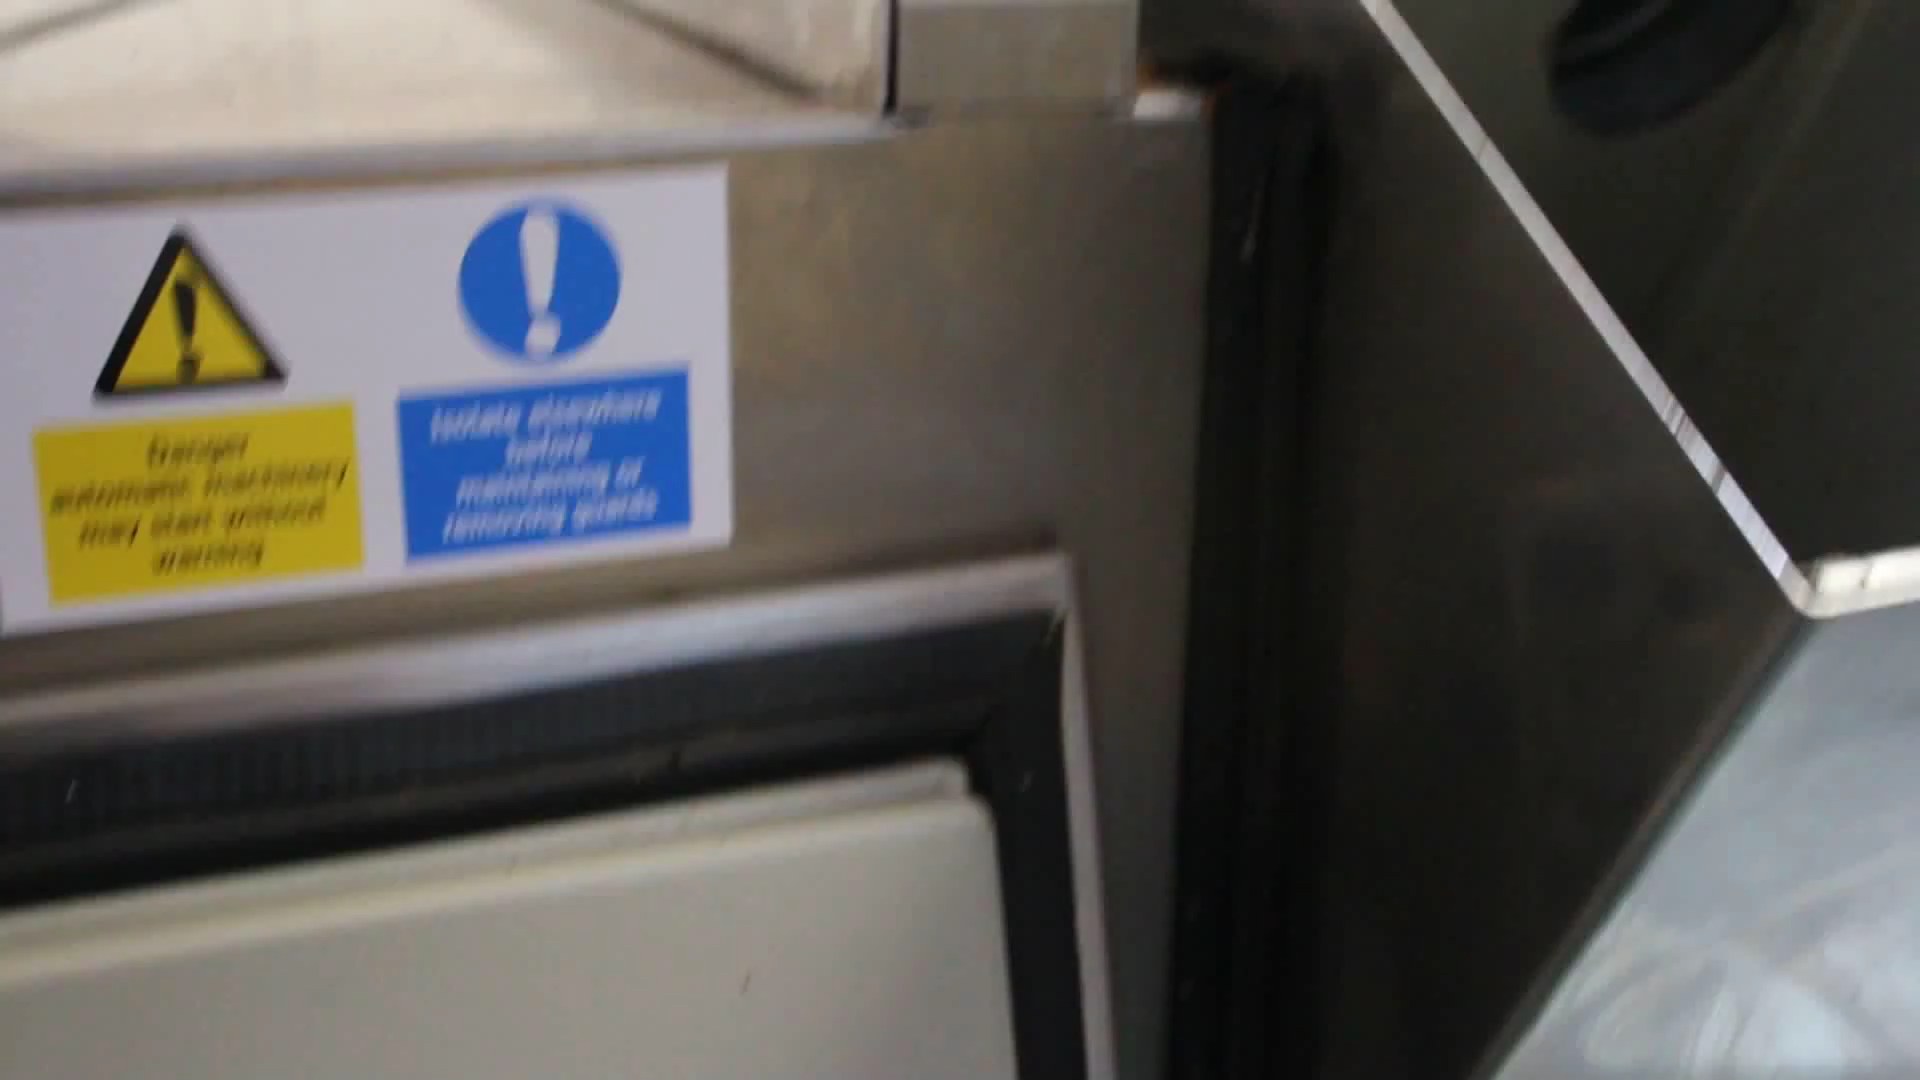 Danger
automatic machinery
may start without
warning
Isolate elsewhere
before
maintaining or
removing guards